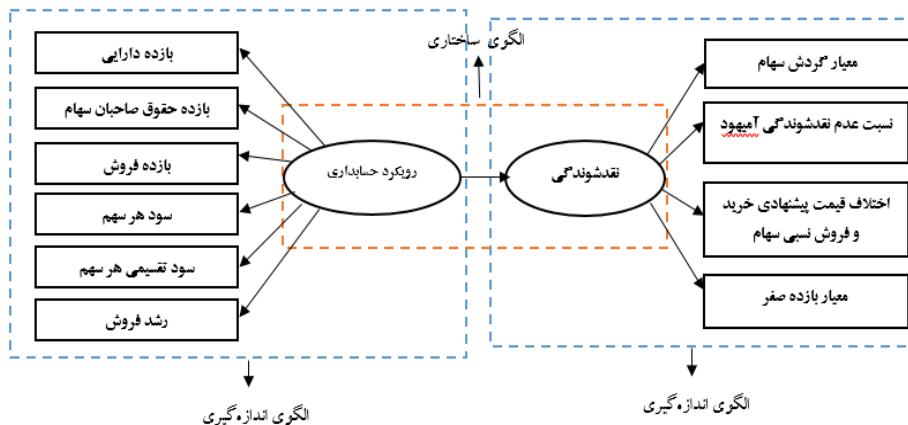 الگوی ساختاری
معیار گردش سهام
نسبت عدم نقدشوندگی آمیهود
اختلاف قیمت پیشنهادی خرید
و فروش نسبی سهام
معیار بازده صفر
نقدشوندگی
رویکرد حسابداری
بازده دارایی
بازده حقوق صاحبان سهام
بازده فروش
سود هر سهم
سود تقسیمی هر سهم
رشد فروش
الگوی اندازه‌گیری
الگوی اندازه‌گیری